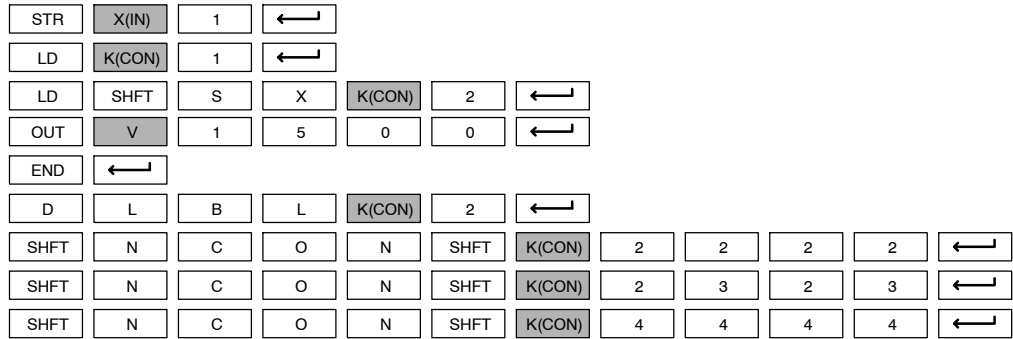 STR X(IN) 1 ←
LD K(CON) 1 ←
LD SHFT S X K(CON) 2 ←
OUT V 1 5 0 0 ←
END ←
D L B L K(CON) 2 ←
SHFT N C O N SHFT K(CON) 2 2 2 2 ←
SHFT N C O N SHFT K(CON) 2 3 2 3 ←
SHFT N C O N SHFT K(CON) 4 4 4 4 ←